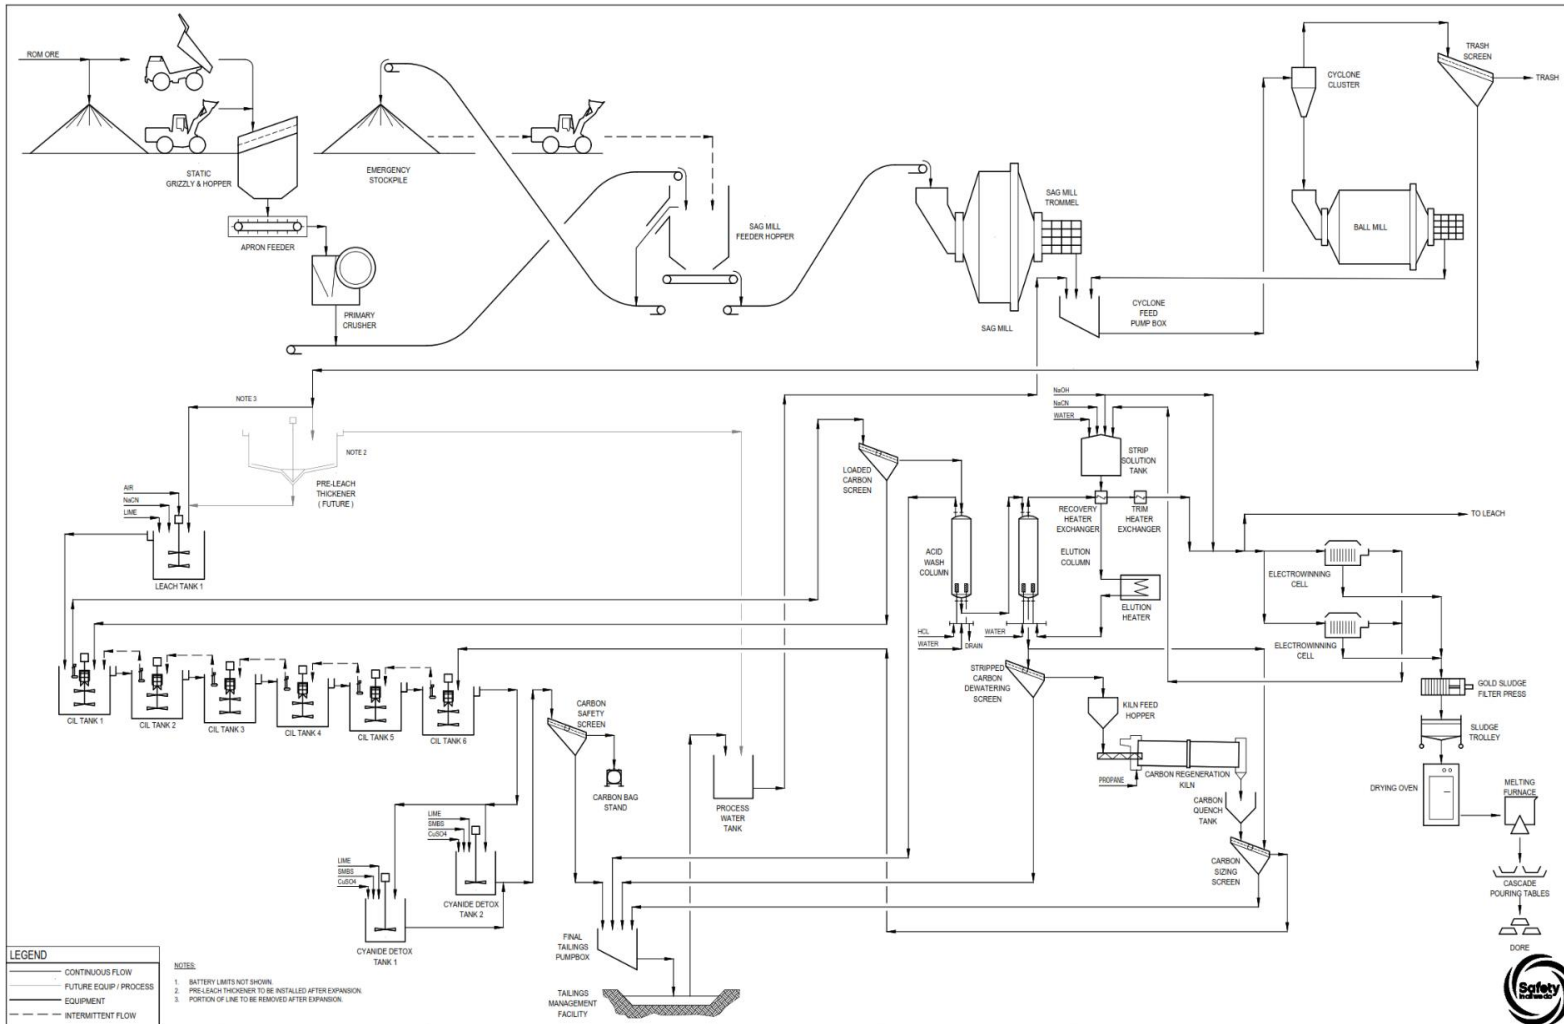 ROM ORE
STATIC
GRIZZLY & HOPPER
APRON FEEDER
PRIMARY
CRUSHER
EMERGENCY
STOCKPILE
SAG MILL
FEEDER HOPPER
SAG MILL
TROMMEL
SAG MILL
CYCLONE
FEED
PUMP BOX
CYCLONE
CLUSTER
TRASH
SCREEN
TRASH
BALL MILL
NOTE 3
NOTE 2
PRE-LEACH
THICKENER
( FUTURE )
AIR
NaCN
LIME
LEACH TANK 1
LOADED
CARBON
SCREEN
ACID
WASH
COLUMN
HCL
WATER
DRAIN
NaOH
NaCN
WATER
STRIP
SOLUTION
TANK
RECOVERY
HEATER
EXCHANGER
TRIM
HEATER
EXCHANGER
ELUTION
COLUMN
ELUTION
HEATER
WATER
TO LEACH
ELECTROWINNING
CELL
ELECTROWINNING
CELL
CIL TANK 1
CIL TANK 2
CIL TANK 3
CIL TANK 4
CIL TANK 5
CIL TANK 6
CARBON
SAFETY
SCREEN
CARBON BAG
STAND
PROCESS
WATER
TANK
STRIPPED
CARBON
DEWATERING
SCREEN
KILN FEED
HOPPER
PROPANE
CARBON REGENERATION
KILN
CARBON
QUENCH
TANK
CARBON
SIZING
SCREEN
GOLD SLUDGE
FILTER PRESS
SLUDGE
TROLLEY
DRYING OVEN
MELTING
FURNACE
CASCADE
POURING TABLES
DORE
LIME
SMBS
CuSO4
CYANIDE DETOX
TANK 2
LIME
SMBS
CuSO4
CYANIDE DETOX
TANK 1
FINAL
TAILINGS
PUMPBOX
TAILINGS
MANAGEMENT
FACILITY
LEGEND
CONTINUOUS FLOW
FUTURE EQUIP / PROCESS
EQUIPMENT
INTERMITTENT FLOW
NOTES:
1. BATTERY LIMITS NOT SHOWN.
2. PRE-LEACH THICKENER TO BE INSTALLED AFTER EXPANSION.
3. PORTION OF LINE TO BE REMOVED AFTER EXPANSION.
Safety
in all we do